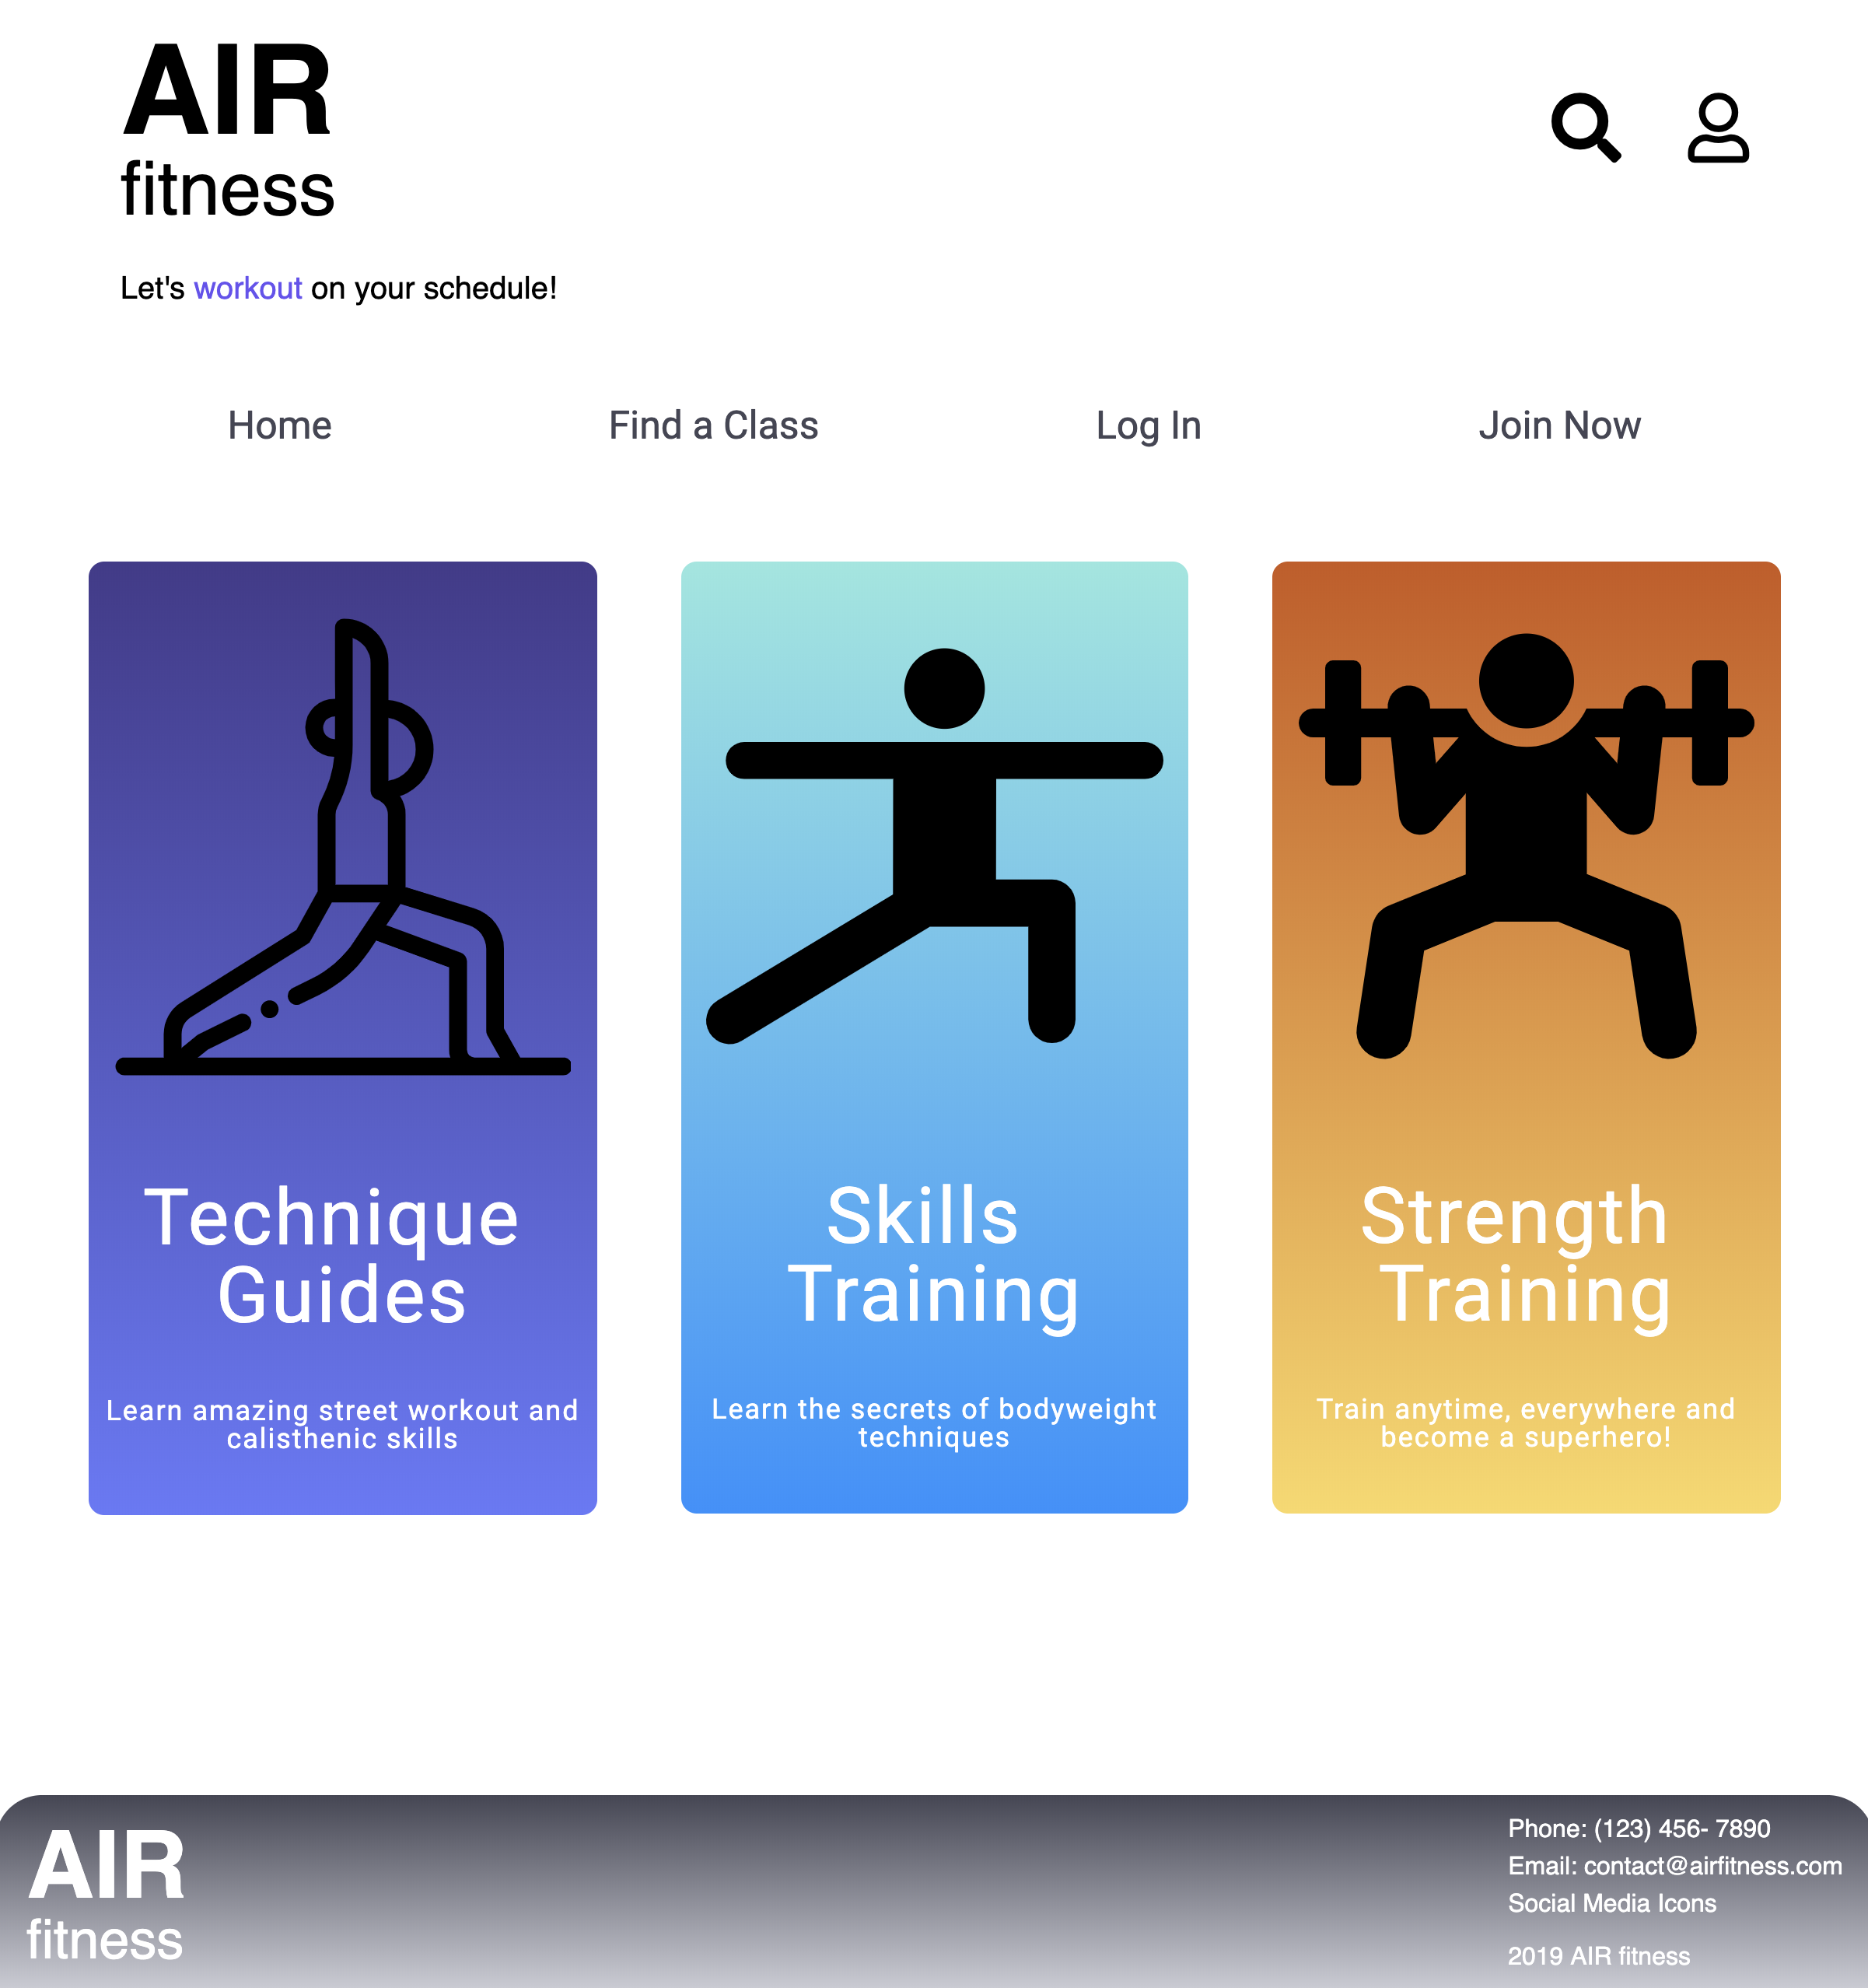 AIR
fitness
Let's workout on your schedule!
Home
Find a Class
Log In
Join Now
Technique
Guides
Learn amazing street workout and
calisthenic skills
Skills
Training
Learn the secrets of bodyweight
techniques
Strength
Training
Train anytime, everywhere and
become a superhero!
AIR
fitness
Phone: (123) 456- 7890
Email: contact@airfitness.com
Social Media Icons
2019 AIR fitness